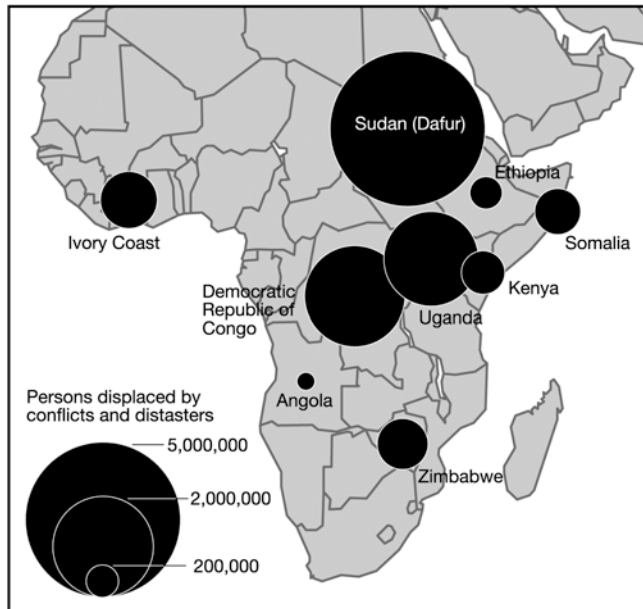 Sudan (Dafur)
Ethiopia
Ivory Coast
Somalia
Democratic
Republic of
Congo
Uganda
Kenya
Angola
Zimbabwe
Persons displaced by
conflicts and distasters
5,000,000
2,000,000
200,000